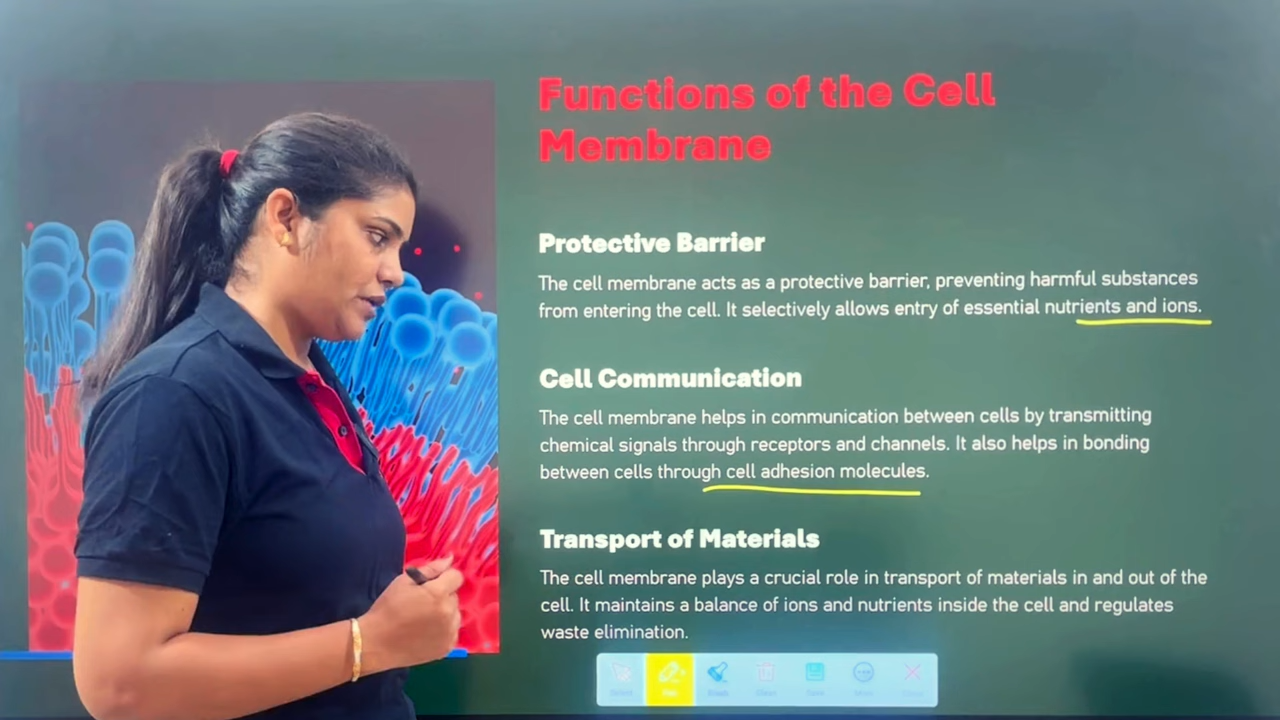 Functions of the Cell
Membrane
Protective Barrier
The cell membrane acts as a protective barrier, preventing harmful substances
from entering the cell. It selectively allows entry of essential nutrients and ions.
Cell Communication
The cell membrane helps in communication between cells by transmitting
chemical signals through receptors and channels. It also helps in bonding
between cells through cell adhesion molecules.
Transport of Materials
The cell membrane plays a crucial role in transport of materials in and out of the
cell. It maintains a balance of ions and nutrients inside the cell and regulates
waste elimination.